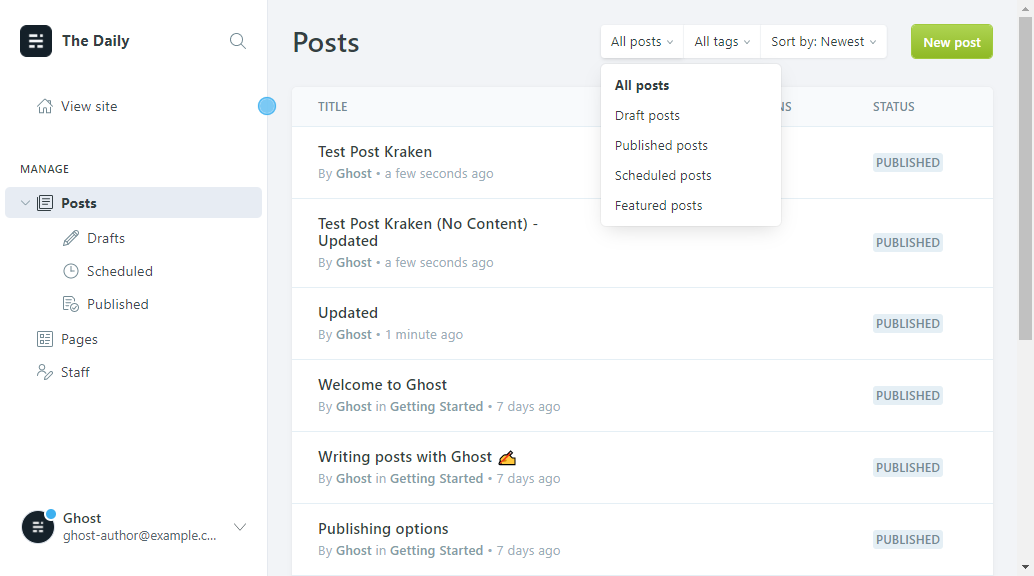 The Daily
View site
MANAGE
Posts
Drafts
Scheduled
Published
Pages
Staff
Ghost
ghost-author@example.c...
Posts
All posts
All tags
Sort by: Newest
New post
All posts
Draft posts
Published posts
Scheduled posts
Featured posts
TITLE
NS
STATUS
Test Post Kraken
By Ghost • a few seconds ago
PUBLISHED
Test Post Kraken (No Content) -
Updated
By Ghost • a few seconds ago
PUBLISHED
Updated
By Ghost • 1 minute ago
PUBLISHED
Welcome to Ghost
By Ghost in Getting Started • 7 days ago
PUBLISHED
Writing posts with Ghost ✍️
By Ghost in Getting Started • 7 days ago
PUBLISHED
Publishing options
By Ghost in Getting Started • 7 days ago
PUBLISHED